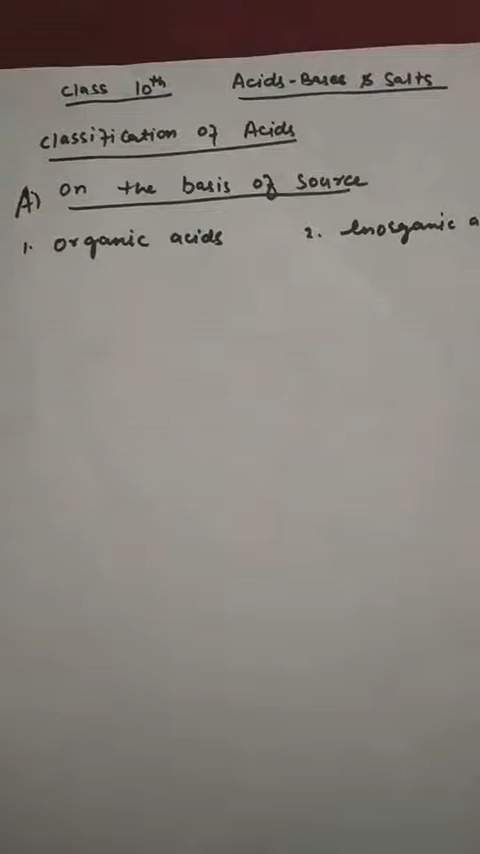 Class 10th Acids-Bases & Salts
Classification of Acids
A) on the basis of source
1. organic acids 2. Inorganic a